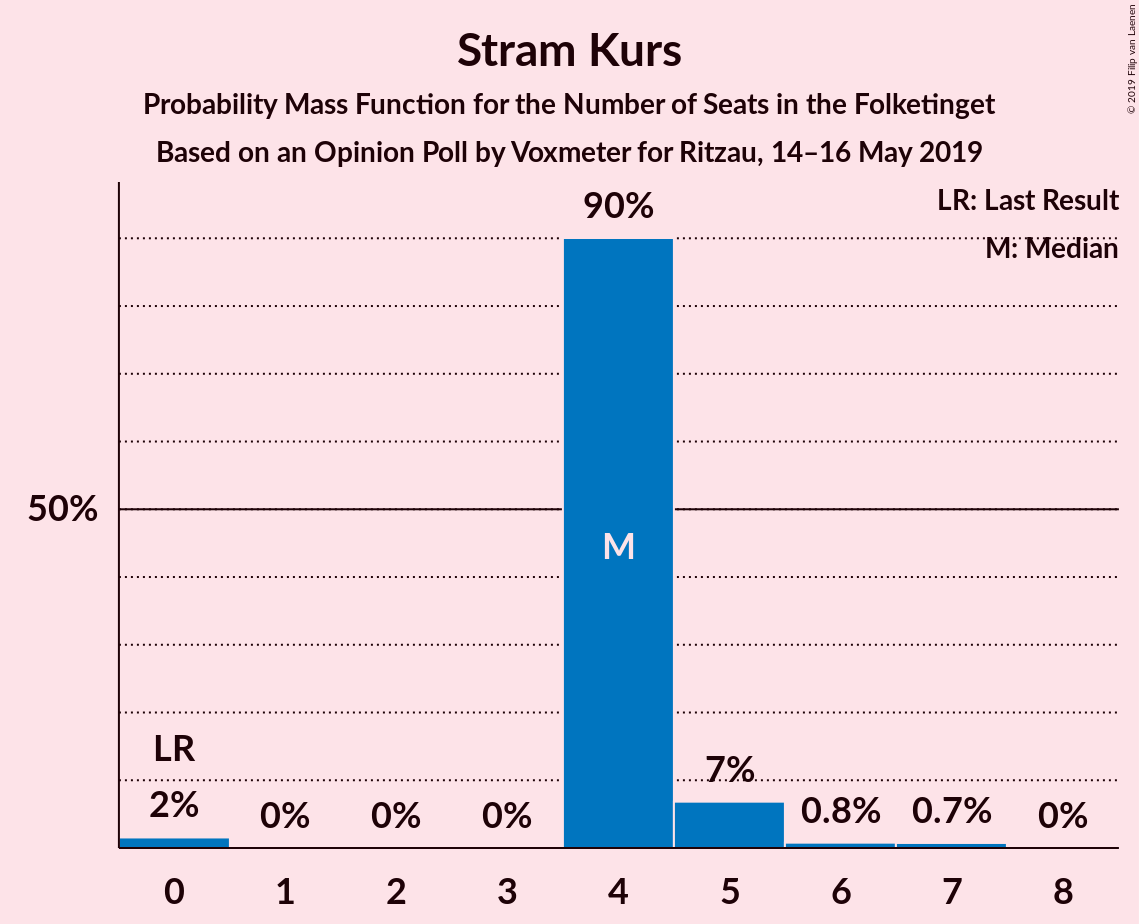 Stram Kurs
Probability Mass Function for the Number of Seats in the Folketinget
Based on an Opinion Poll by Voxmeter for Ritzau, 14–16 May 2019
© 2019 Filip van Laenen
LR: Last Result
M: Median
90%
50%
M
LR
2%
0%
0%
0%
7%
0.8%
0.7%
0%
0
1
2
3
4
5
6
7
8